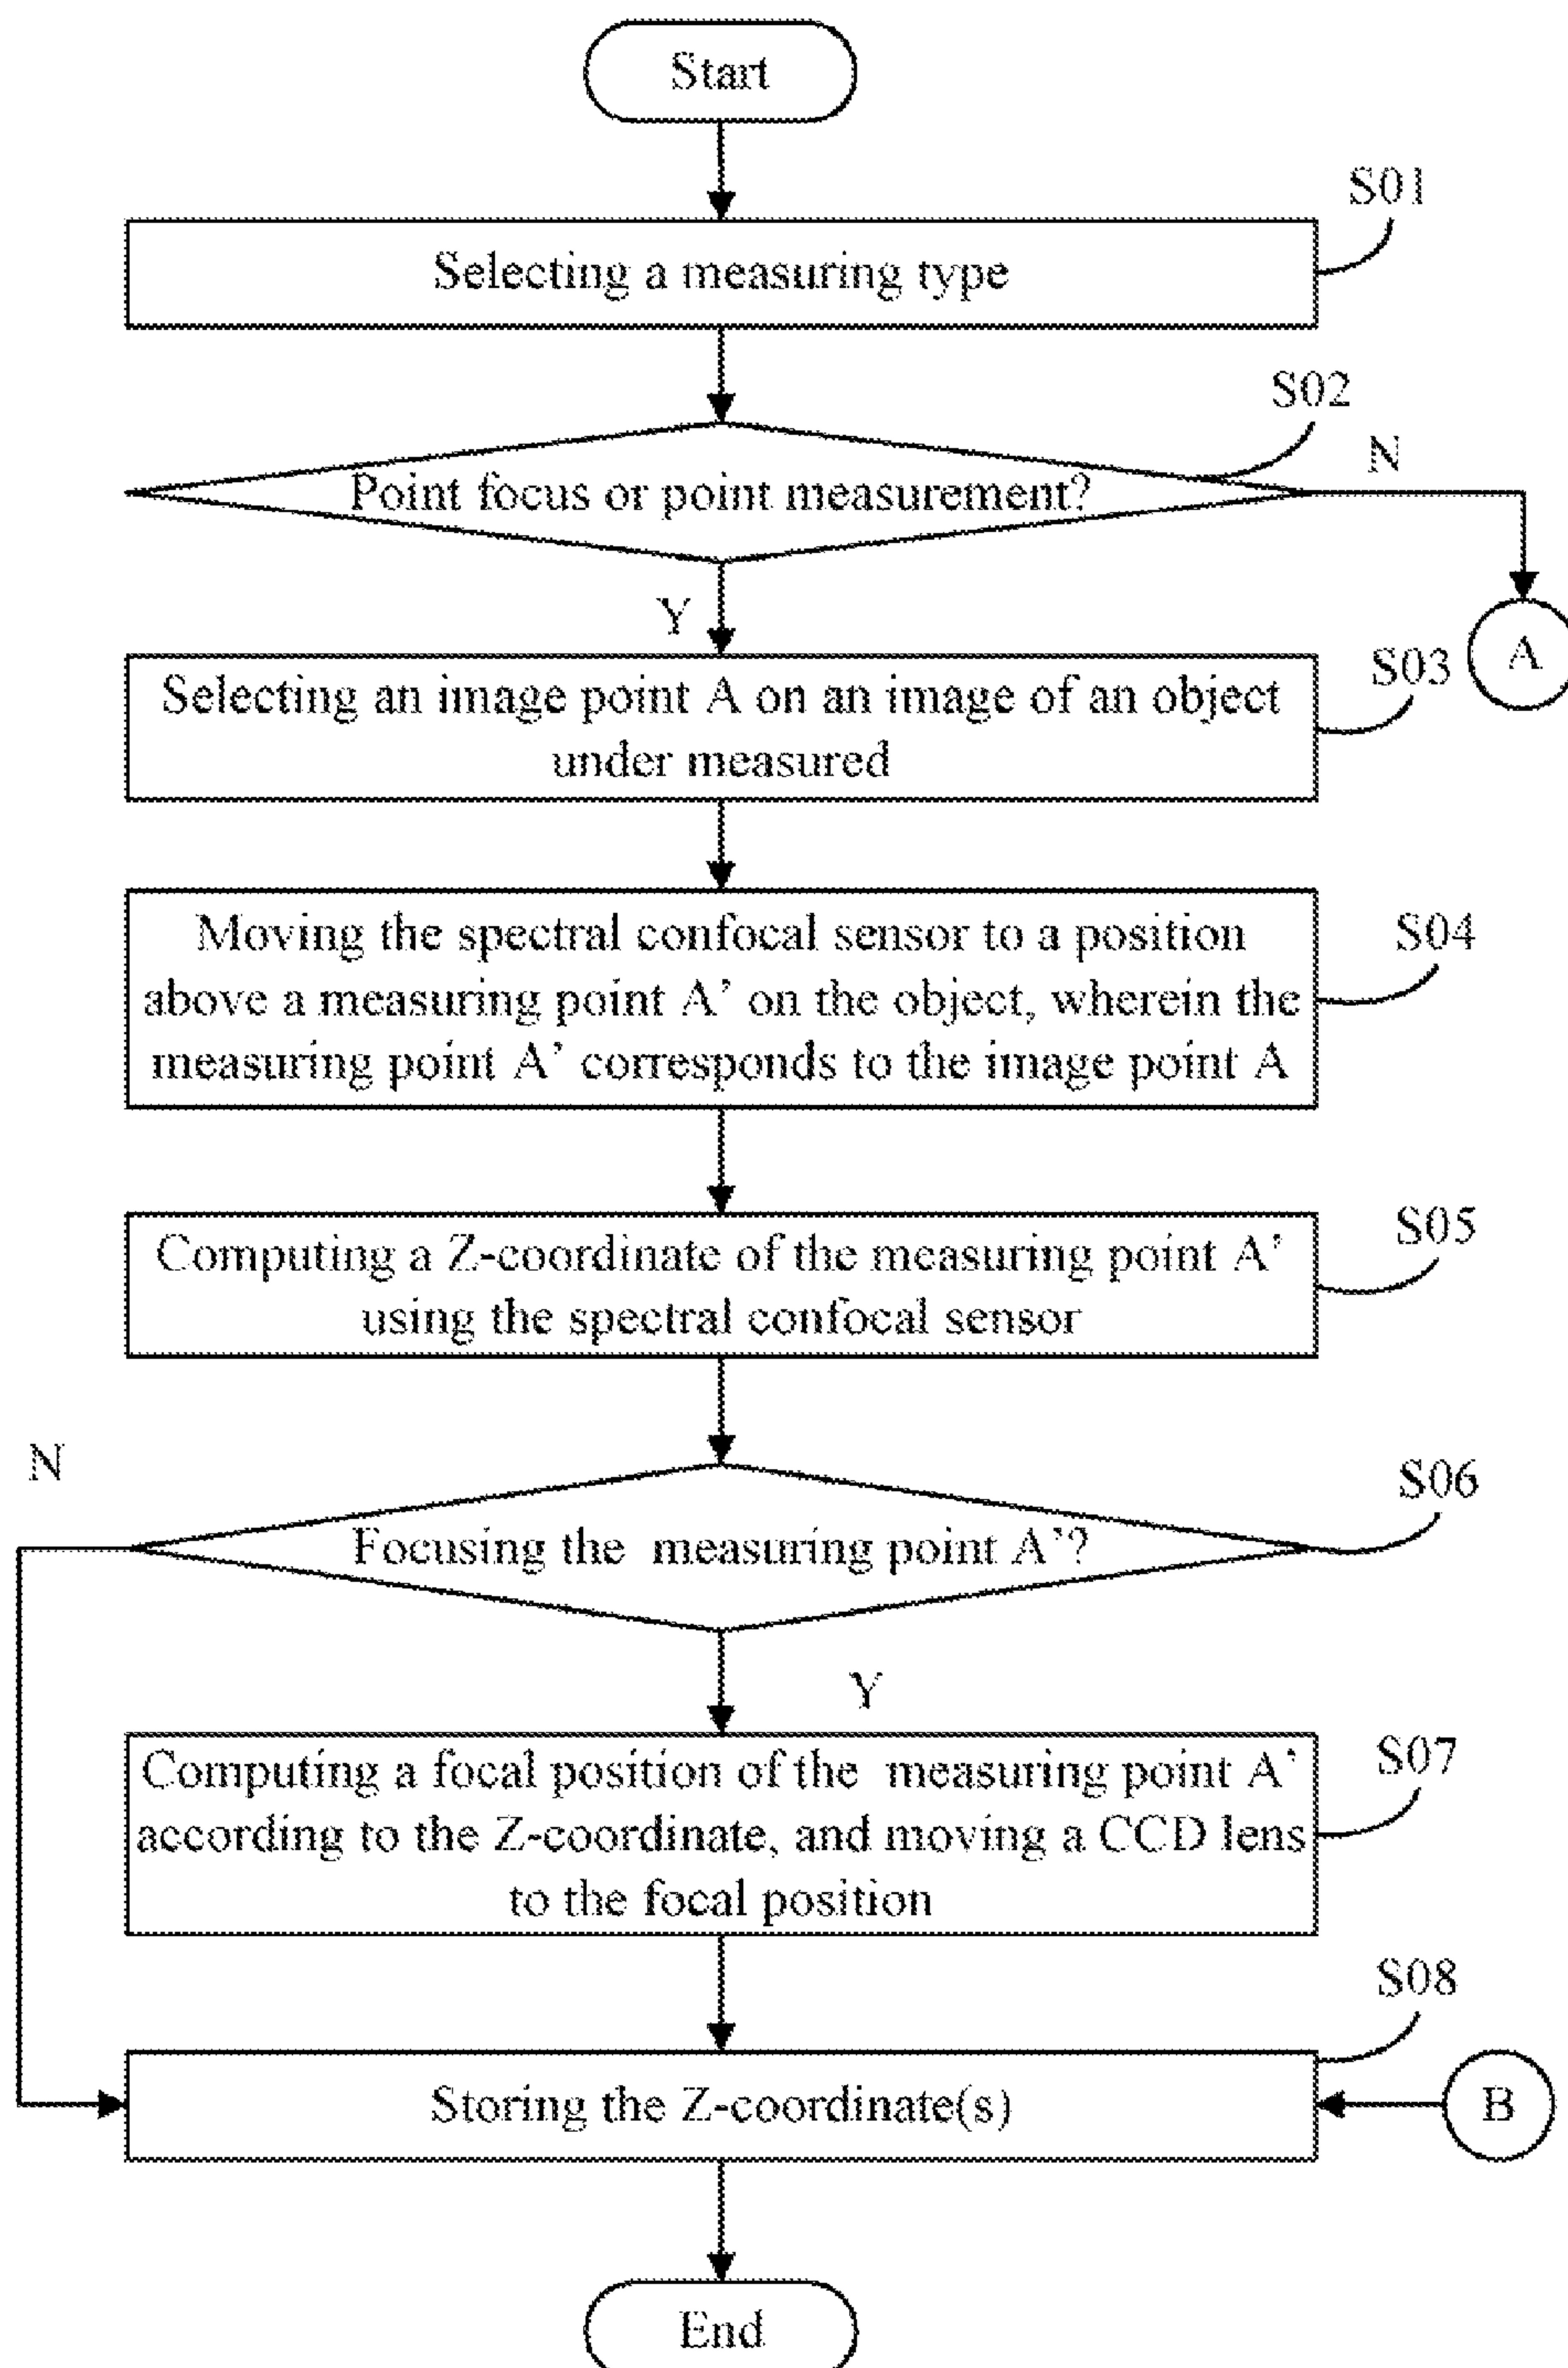 Start
S01
Selecting a measuring type
S02
N
Point focus or point measurement?
Y
A
S03
Selecting an image point A on an image of an object
under measured
Moving the spectral confocal sensor to a position
above a measuring point A’ on the object, wherein the
measuring point A’ corresponds to the image point A
S04
Computing a Z-coordinate of the measuring point A’
using the spectral confocal sensor
S05
N
S06
Focusing the measuring point A’?
Y
Computing a focal position of the measuring point A’
according to the Z-coordinate, and moving a CCD lens
to the focal position
S07
S08
Storing the Z-coordinate(s)
B
End